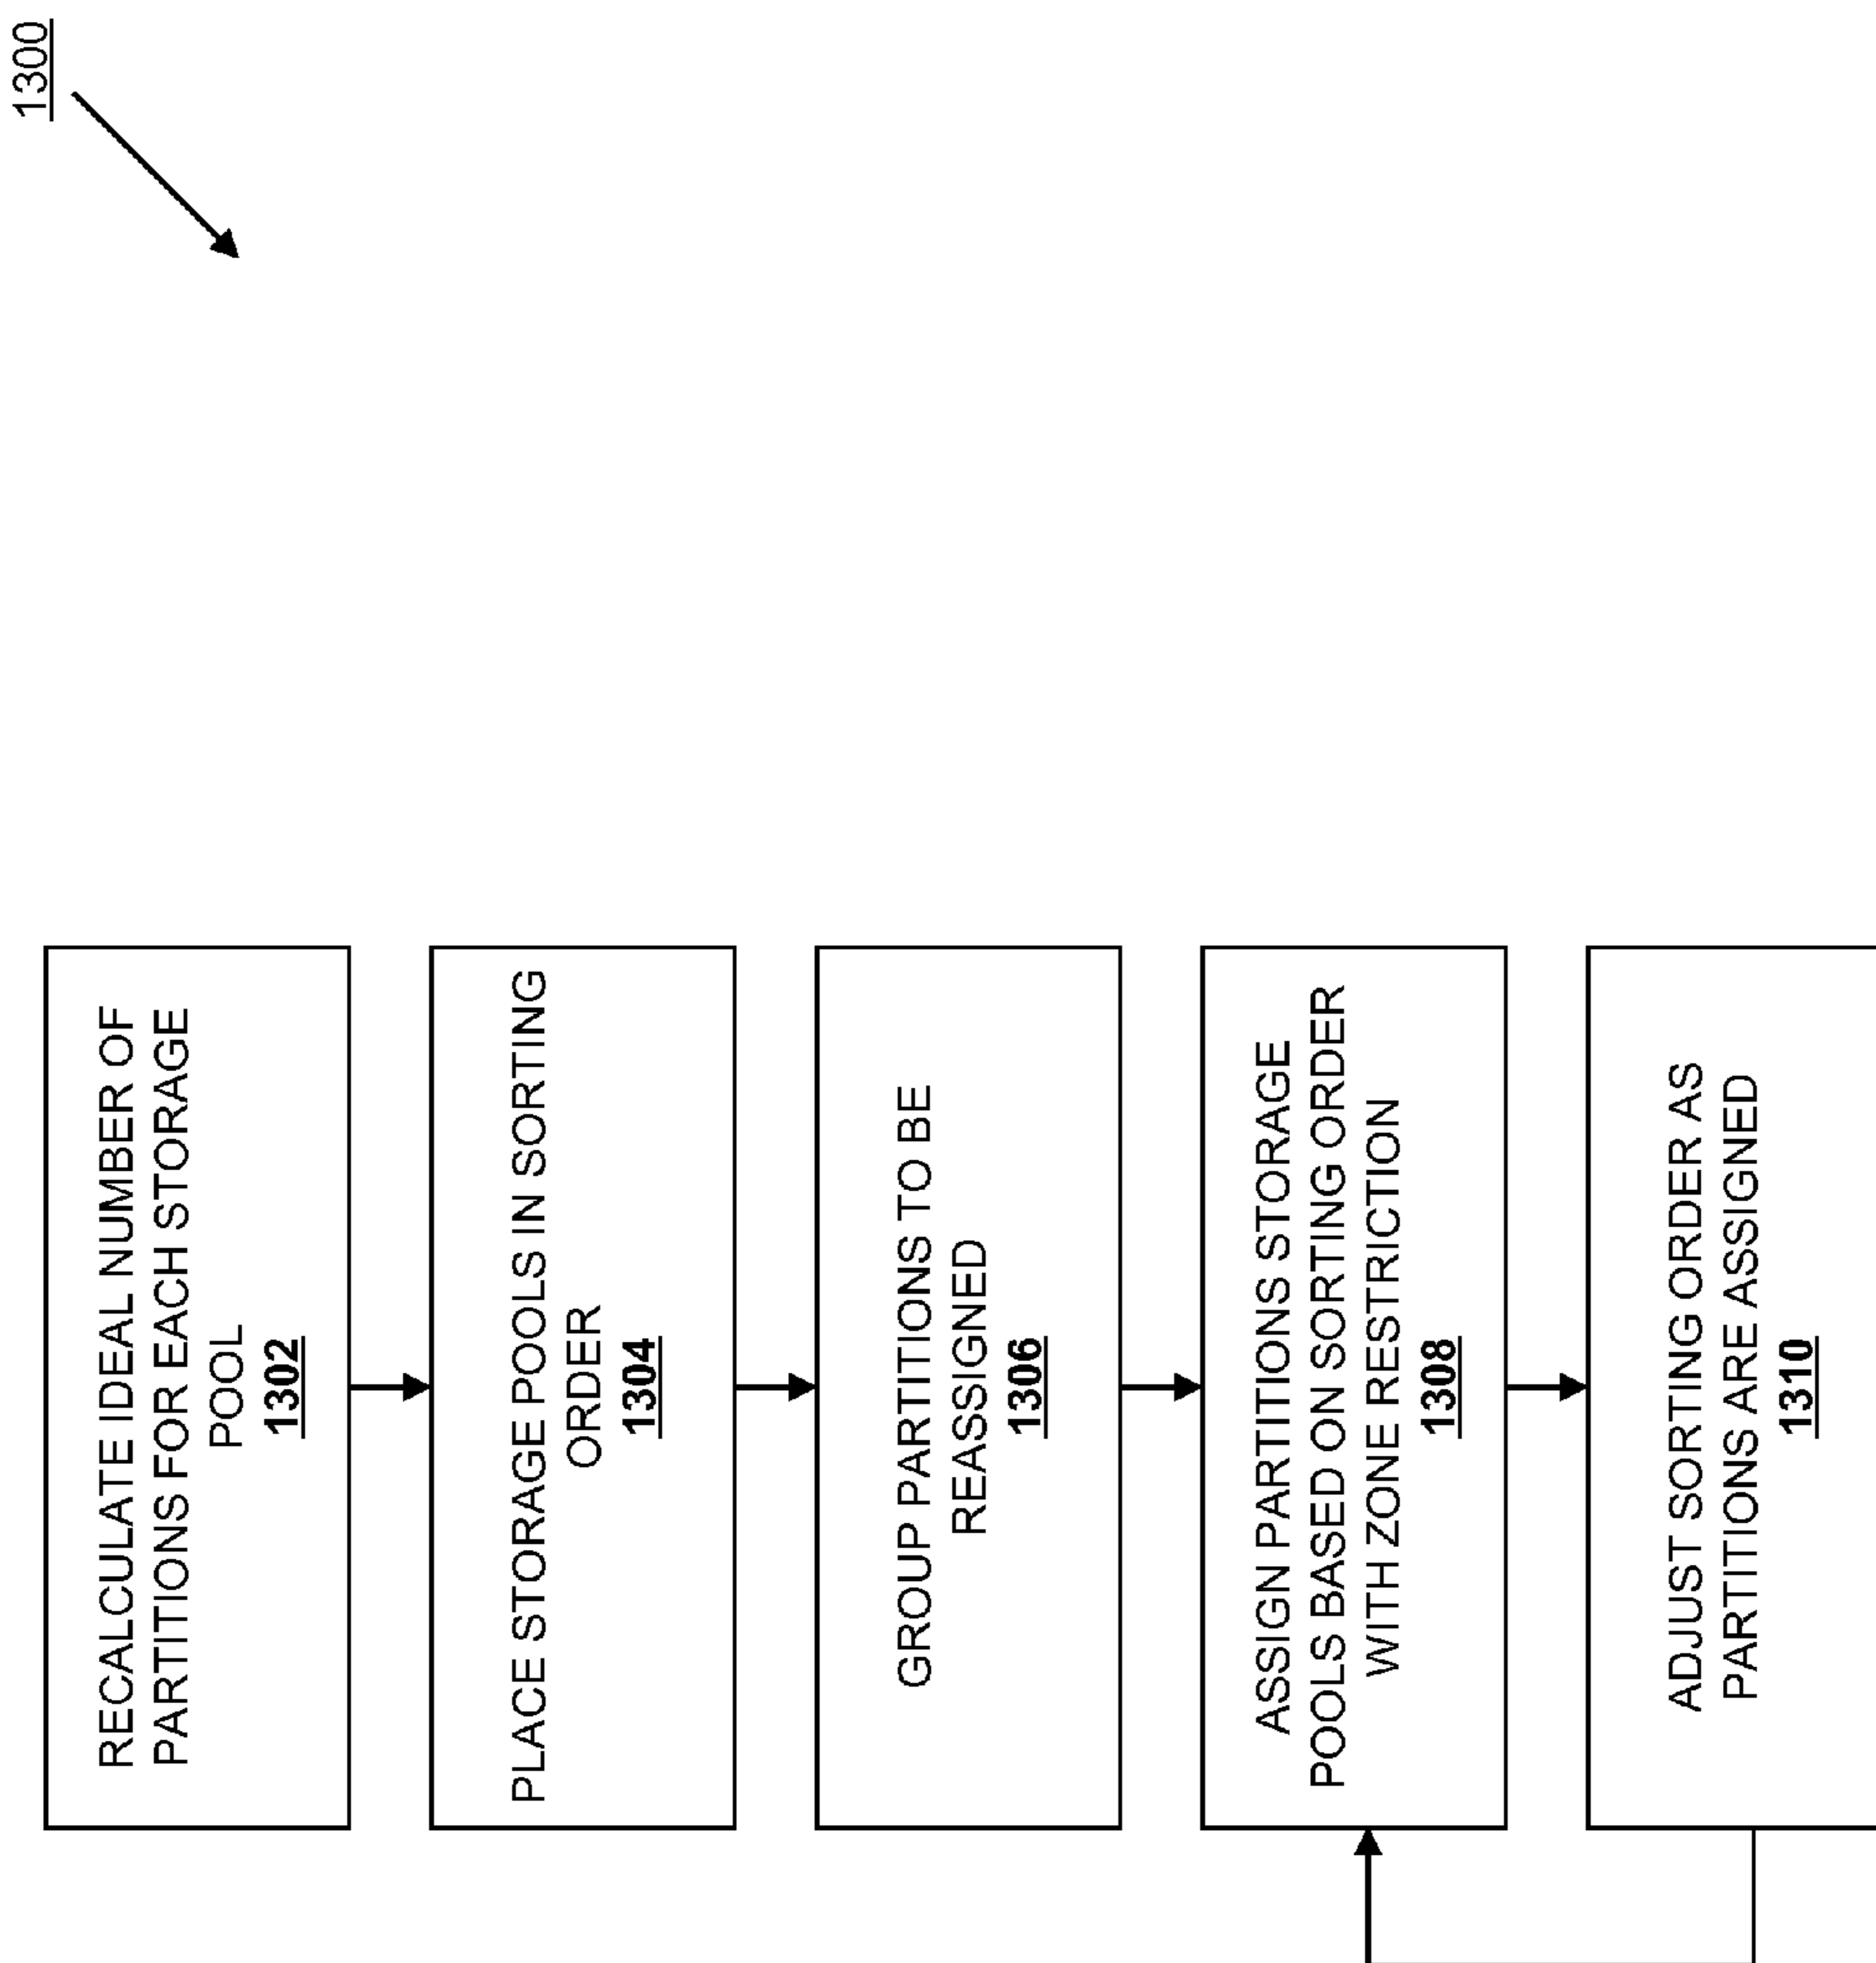 1300
RECALCULATE IDEAL NUMBER OF
PARTITIONS FOR EACH STORAGE
POOL
1302
PLACE STORAGE POOLS IN SORTING
ORDER
1304
GROUP PARTITIONS TO BE
REASSIGNED
1306
ASSIGN PARTITIONS STORAGE
POOLS BASED ON SORTING ORDER
WITH ZONE RESTRICTION
1308
ADJUST SORTING ORDER AS
PARTITIONS ARE ASSIGNED
1310